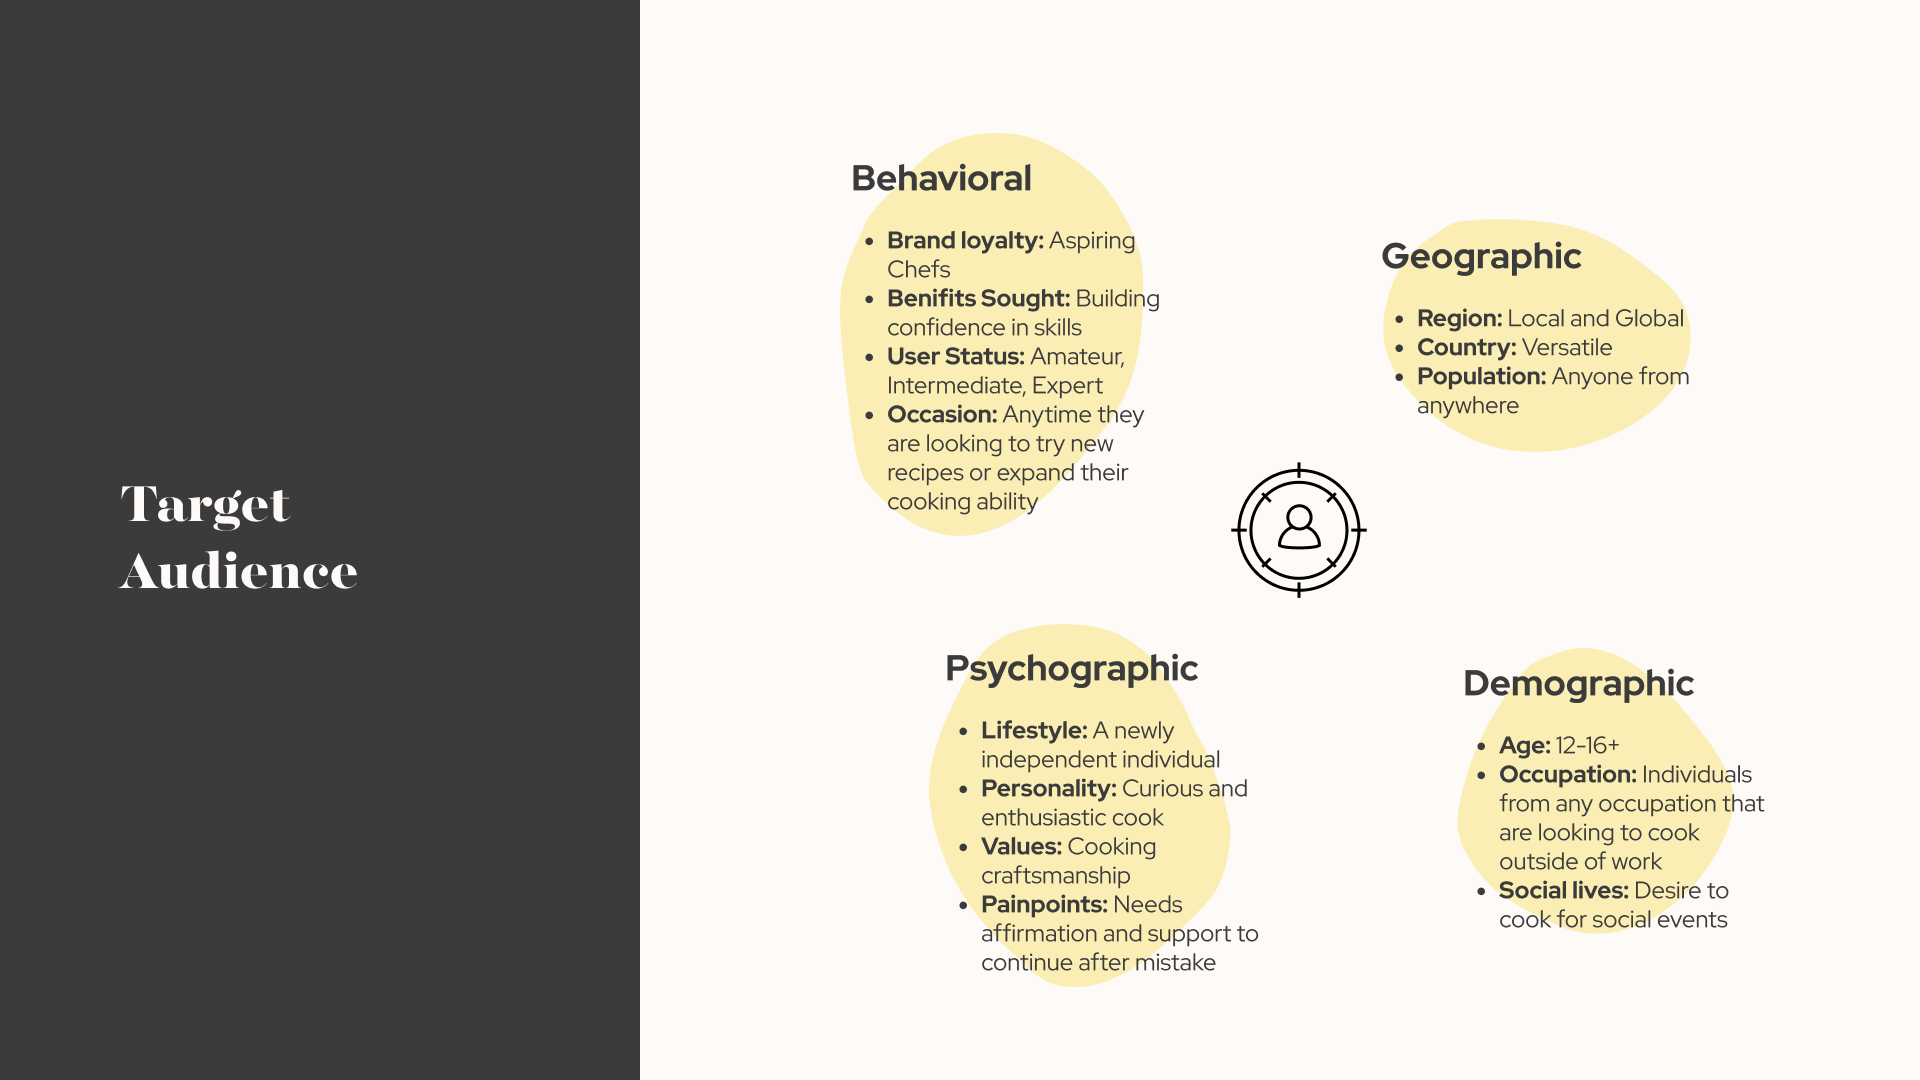 Target
Audience
Behavioral
• Brand loyalty: Aspiring
Chefs
• Benifits Sought: Building
confidence in skills
• User Status: Amateur,
Intermediate, Expert
• Occasion: Anytime they
are looking to try new
recipes or expand their
cooking ability
Geographic
• Region: Local and Global
• Country: Versatile
• Population: Anyone from
anywhere
Psychographic
• Lifestyle: A newly
independent individual
• Personality: Curious and
enthusiastic cook
• Values: Cooking
craftsmanship
• Painpoints: Needs
affirmation and support to
continue after mistake
Demographic
• Age: 12-16+
• Occupation: Individuals
from any occupation that
are looking to cook
outside of work
• Social lives: Desire to
cook for social events